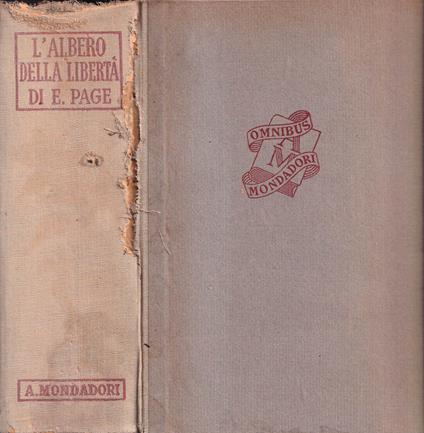 L'ALBERO
DELLA LIBERTÀ
DI E. PAGE
A. MONDADORI
OMNIBUS
M
MONDADORI